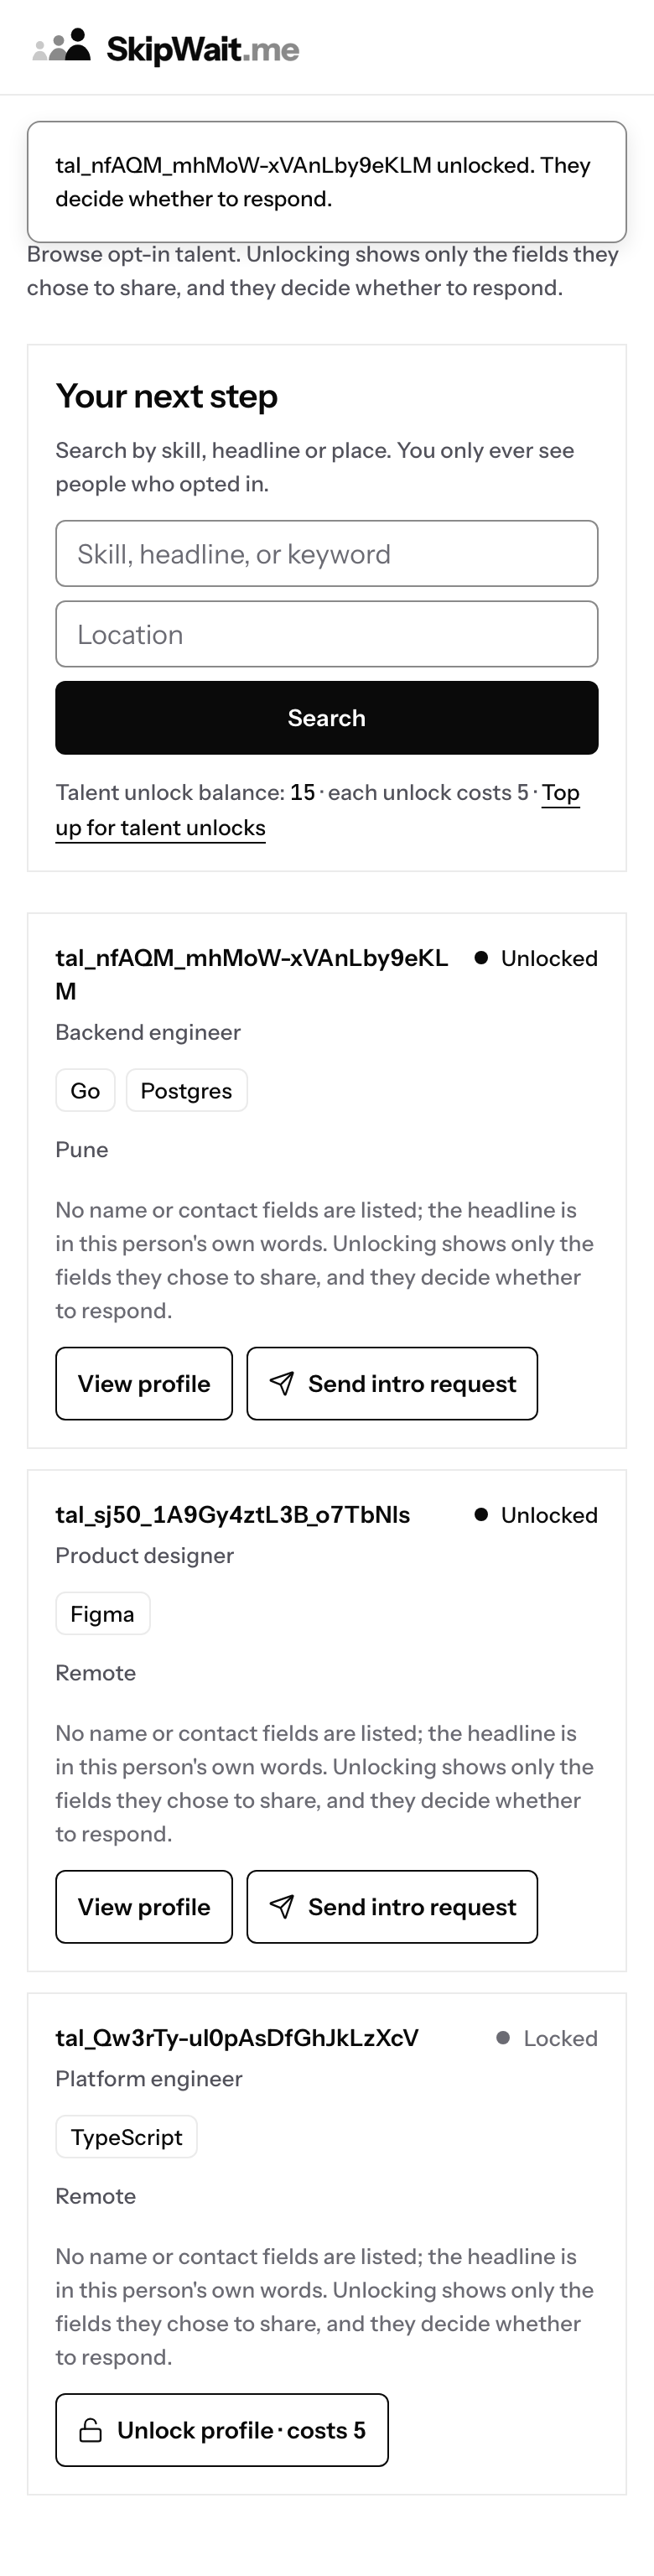 SkipWait.me
tal_nfAQM_mhMoW-xVAnLby9eKLM unlocked. They
decide whether to respond.
Browse opt-in talent. Unlocking shows only the fields they
chose to share, and they decide whether to respond.
Your next step
Search by skill, headline or place. You only ever see
people who opted in.
Skill, headline, or keyword
Location
Search
Talent unlock balance: 15 · each unlock costs 5 · Top
up for talent unlocks
tal_nfAQM_mhMoW-xVAnLby9eKL
M
Unlocked
Backend engineer
Go
Postgres
Pune
No name or contact fields are listed; the headline is
in this person's own words. Unlocking shows only the
fields they chose to share, and they decide whether
to respond.
View profile
Send intro request
tal_sj50_1A9Gy4ztL3B_o7TbNls
Unlocked
Product designer
Figma
Remote
No name or contact fields are listed; the headline is
in this person's own words. Unlocking shows only the
fields they chose to share, and they decide whether
to respond.
View profile
Send intro request
tal_Qw3rTy-ul0pAsDfGhJkLzXcV
Locked
Platform engineer
TypeScript
Remote
No name or contact fields are listed; the headline is
in this person's own words. Unlocking shows only the
fields they chose to share, and they decide whether
to respond.
Unlock profile · costs 5